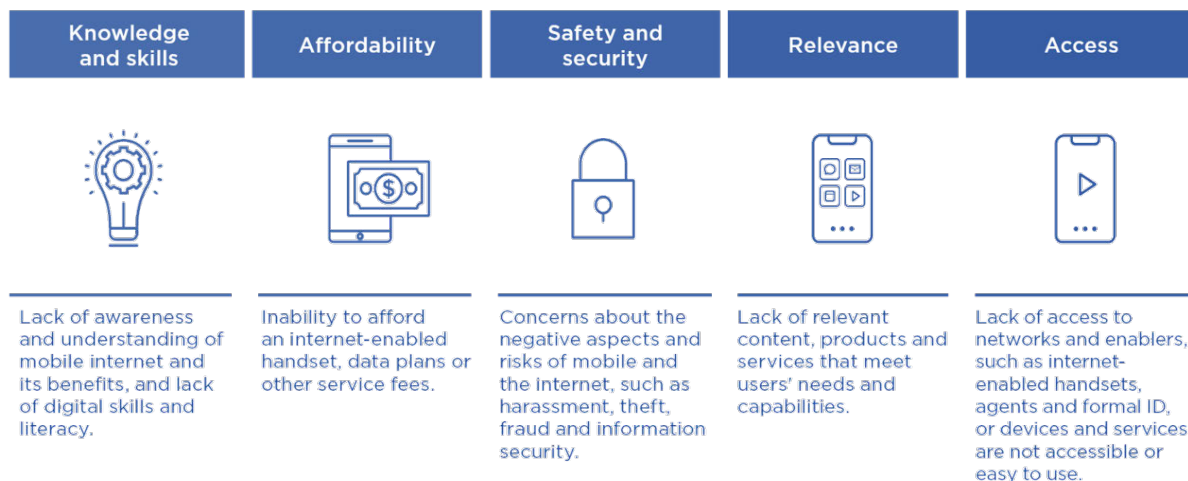 Knowledge
and skills
Affordability
Safety and
security
Relevance
Access
$
Lack of awareness
and understanding of
mobile internet and
its benefits, and lack
of digital skills and
literacy.
Inability to afford
an internet-enabled
handset, data plans or
other service fees.
Concerns about the
negative aspects and
risks of mobile and
the internet, such as
harassment, theft,
fraud and information
security.
Lack of relevant
content, products and
services that meet
users' needs and
capabilities.
Lack of access to
networks and enablers,
such as internet-
enabled handsets,
agents and formal ID,
or devices and services
are not accessible or
easy to use.